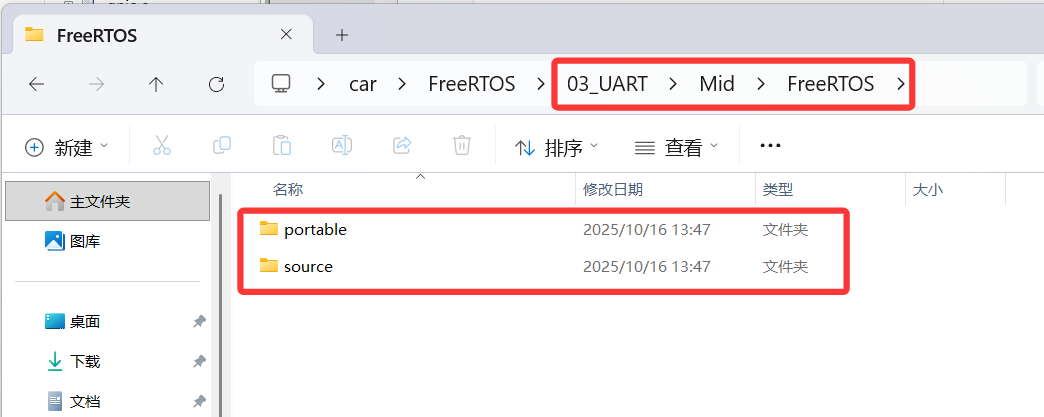 FreeRTOS
car FreeRTOS 03_UART Mid FreeRTOS
新建 排序 查看
名称 修改日期 类型 大小
主文件夹
图库
portable 2025/10/16 13:47 文件夹
source 2025/10/16 13:47 文件夹
桌面
下载
文档